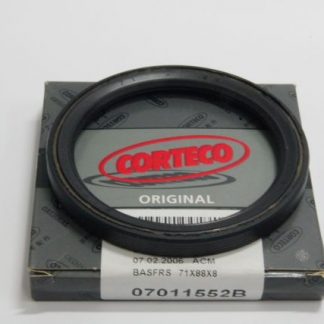 CORTECO
ORIGINAL
07.02.2006 ACM
BASFRS 71X88X8
07011552B